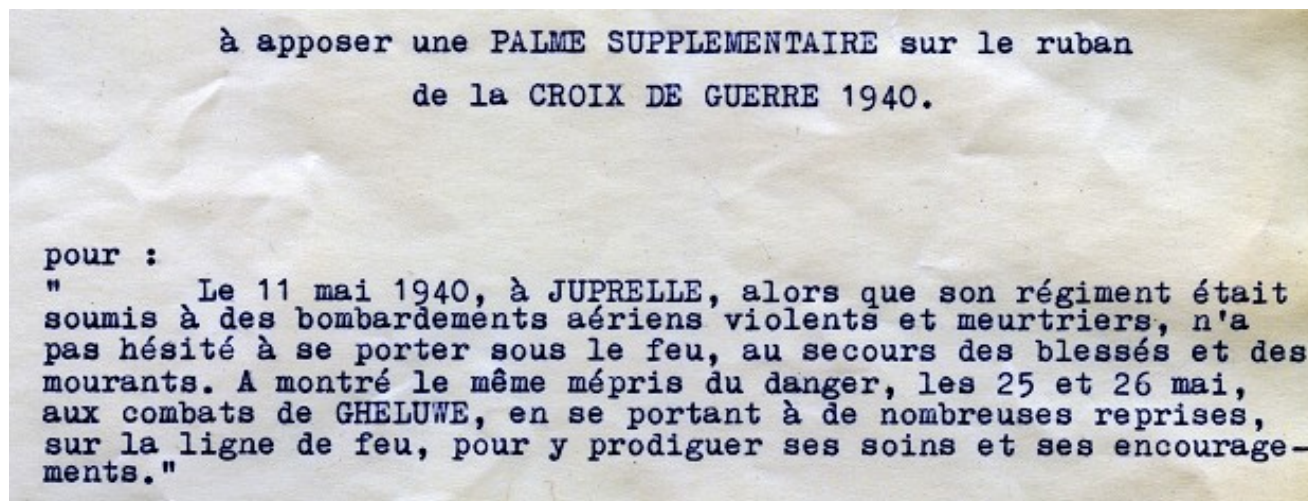 à apposer une PALME SUPPLEMENTAIRE sur le ruban
de la CROIX DE GUERRE 1940.
pour :
"       Le 11 mai 1940, à JUPRELLE, alors que son régiment était
soumis à des bombardements aériens violents et meurtriers, n'a
pas hésité à se porter sous le feu, au secours des blessés et des
mourants. A montré le même mépris du danger, les 25 et 26 mai,
aux combats de GHELUWE, en se portant à de nombreuses reprises,
sur la ligne de feu, pour y prodiguer ses soins et ses encourage-
ments."